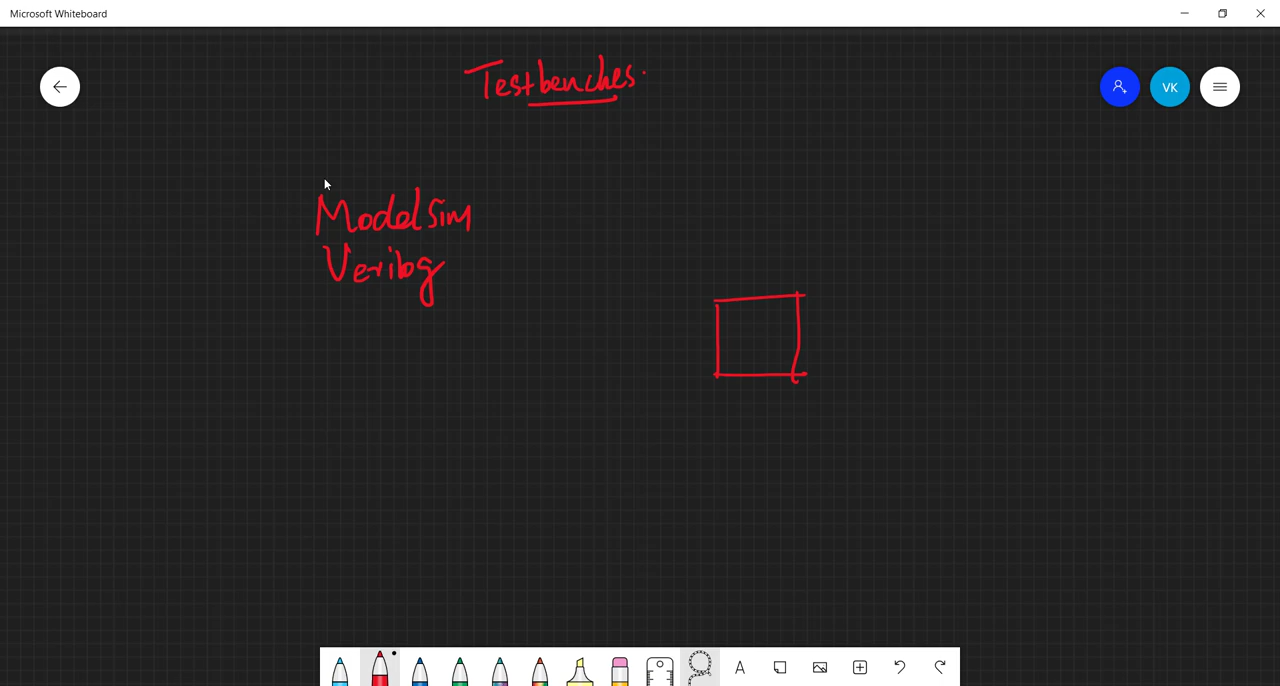 Microsoft Whiteboard
Testbenches.
VK
ModelSim
Verilog
A